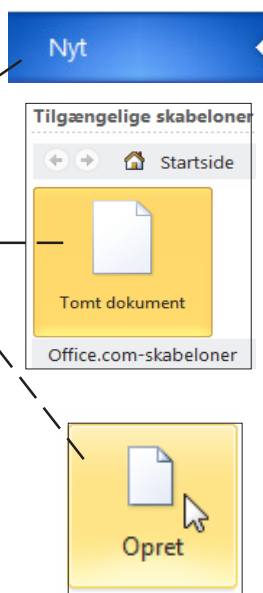 Nyt
Tilgængelige skabeloner
Startside
Tomt dokument
Office.com-skabeloner
Opret